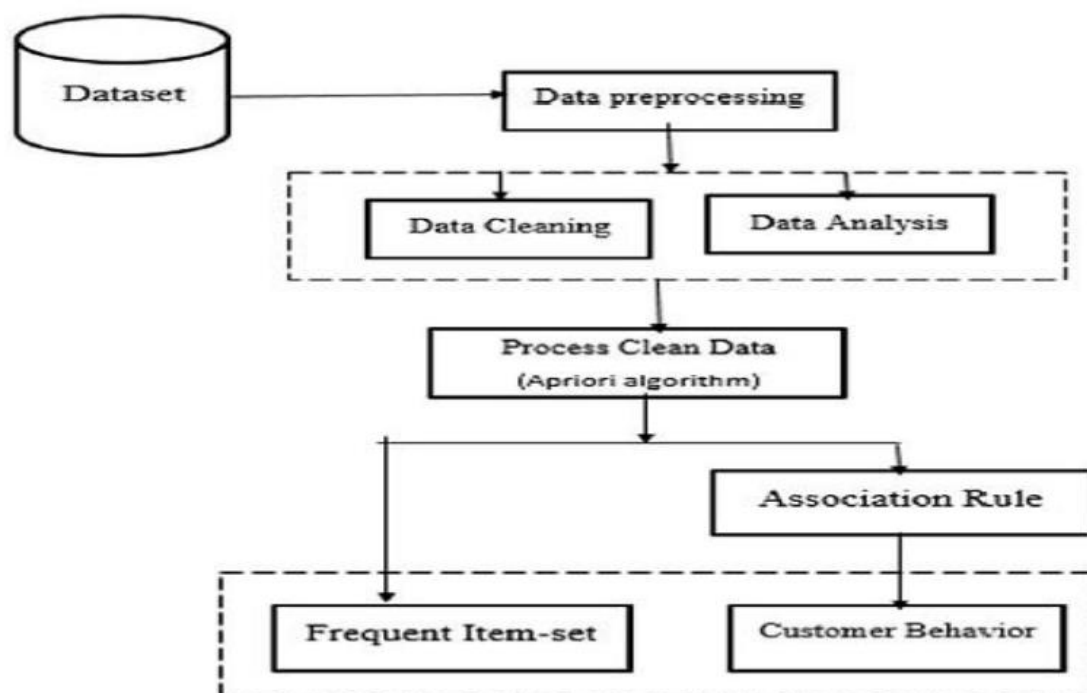 Dataset
Data preprocessing
Data Cleaning
Data Analysis
Process Clean Data
(Apriori algorithm)
Association Rule
Frequent Item-set
Customer Behavior